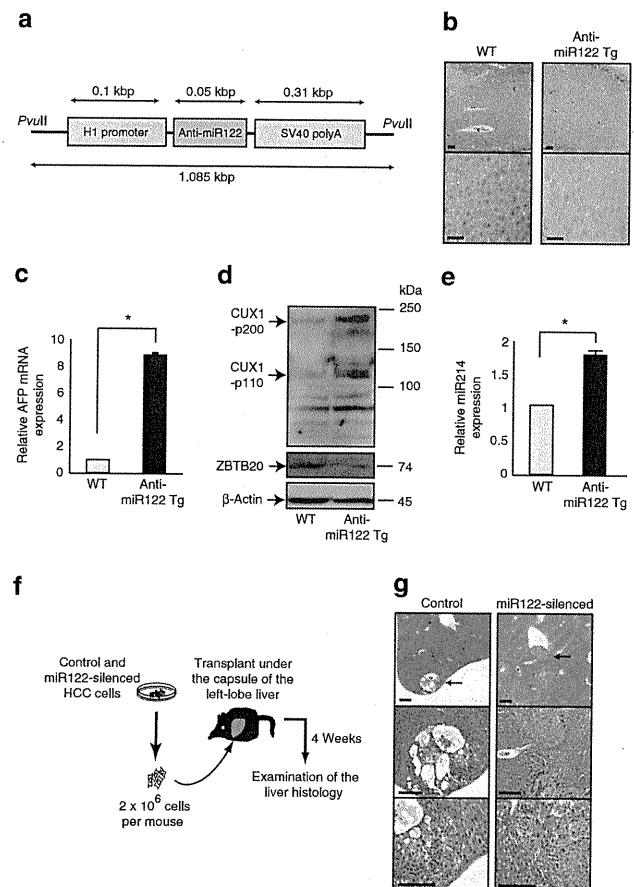 a
0.1 kbp
0.05 kbp
0.31 kbp
PvuII
H1 promoter
Anti-miR122
SV40 polyA
PvuII
1.085 kbp
b
WT
Anti-
miR122 Tg
c
Relative AFP mRNA
expression
10
8
6
4
2
0
*
WT
Anti-
miR122 Tg
d
kDa
CUX1
-p200
CUX1
-p110
250
150
100
ZBTB20
74
β-Actin
45
WT
Anti-
miR122 Tg
e
Relative miR214
expression
2
1.5
1
0.5
0
*
WT
Anti-
miR122 Tg
f
Control and
miR122-silenced
HCC cells
Transplant under
the capsule of the
left-lobe liver
4 Weeks
Examination of the
liver histology
2 x 10⁶ cells
per mouse
g
Control
miR122-silenced